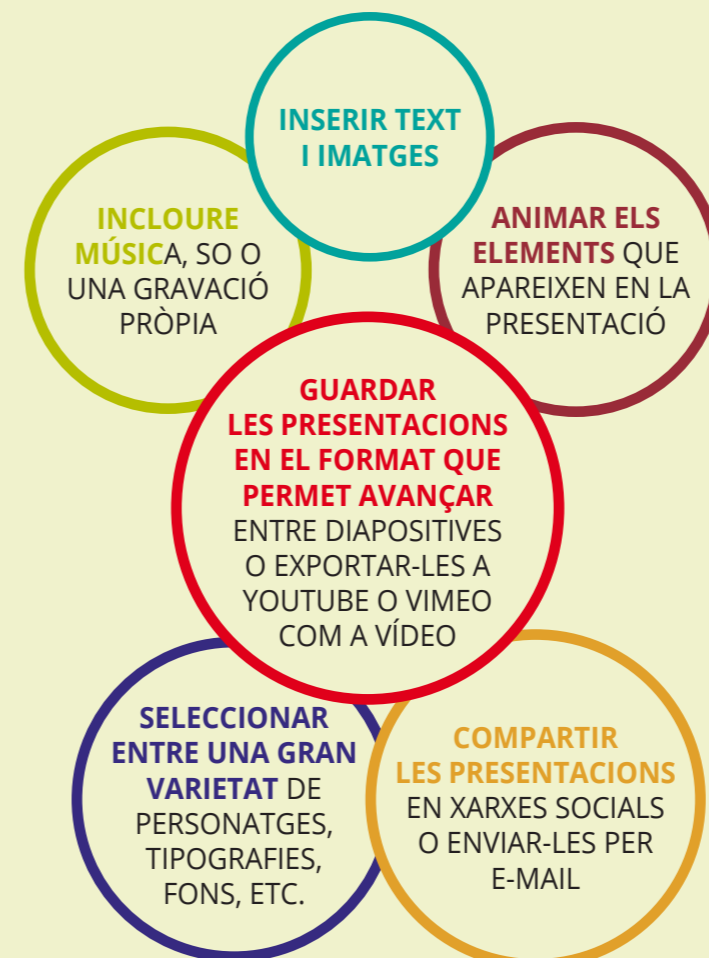 INSERIR TEXT
I IMATGES
INCLOURE
MÚSICA, SO O
UNA GRAVACIÓ
PRÒPIA
ANIMAR ELS
ELEMENTS QUE
APAREIXEN EN LA
PRESENTACIÓ
GUARDAR
LES PRESENTACIONS
EN EL FORMAT QUE
PERMET AVANÇAR
ENTRE DIAPOSITIVES
O EXPORTAR-LES A
YOUTUBE O VIMEO
COM A VÍDEO
SELECCIONAR
ENTRE UNA GRAN
VARIETAT DE
PERSONATGES,
TIPOGRAFIES,
FONS, ETC.
COMPARTIR
LES PRESENTACIONS
EN XARXES SOCIALS
O ENVIAR-LES PER
E-MAIL